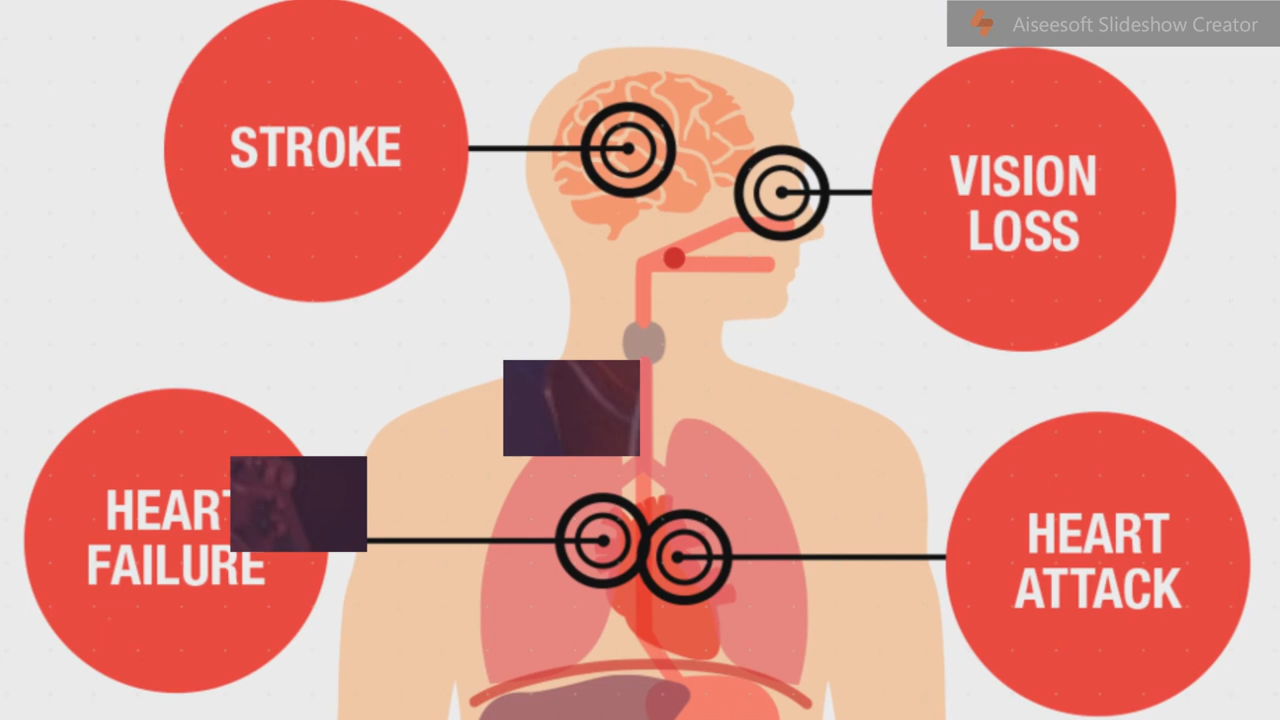 Aiseesoft Slideshow Creator
STROKE
VISION
LOSS
HEART
FAILURE
HEART
ATTACK